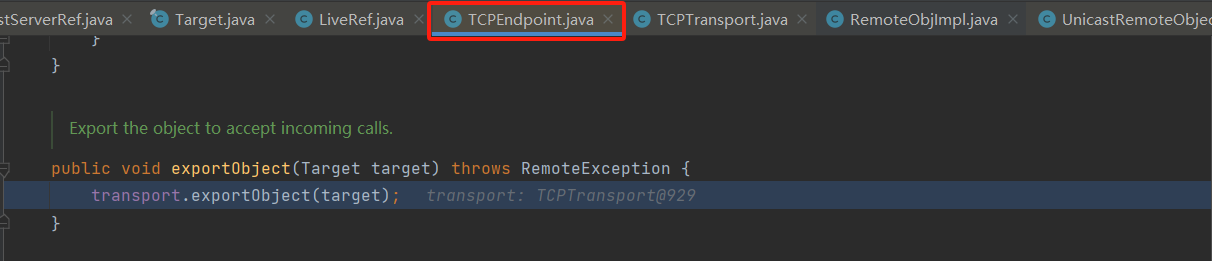 stServerRef.java × Target.java × LiveRef.java × TCPEndpoint.java × TCPTransport.java × RemoteObjImpl.java × UnicastRemoteObjec
}
}
Export the object to accept incoming calls.
public void exportObject(Target target) throws RemoteException {
transport.exportObject(target); transport: TCPTransport@929
}